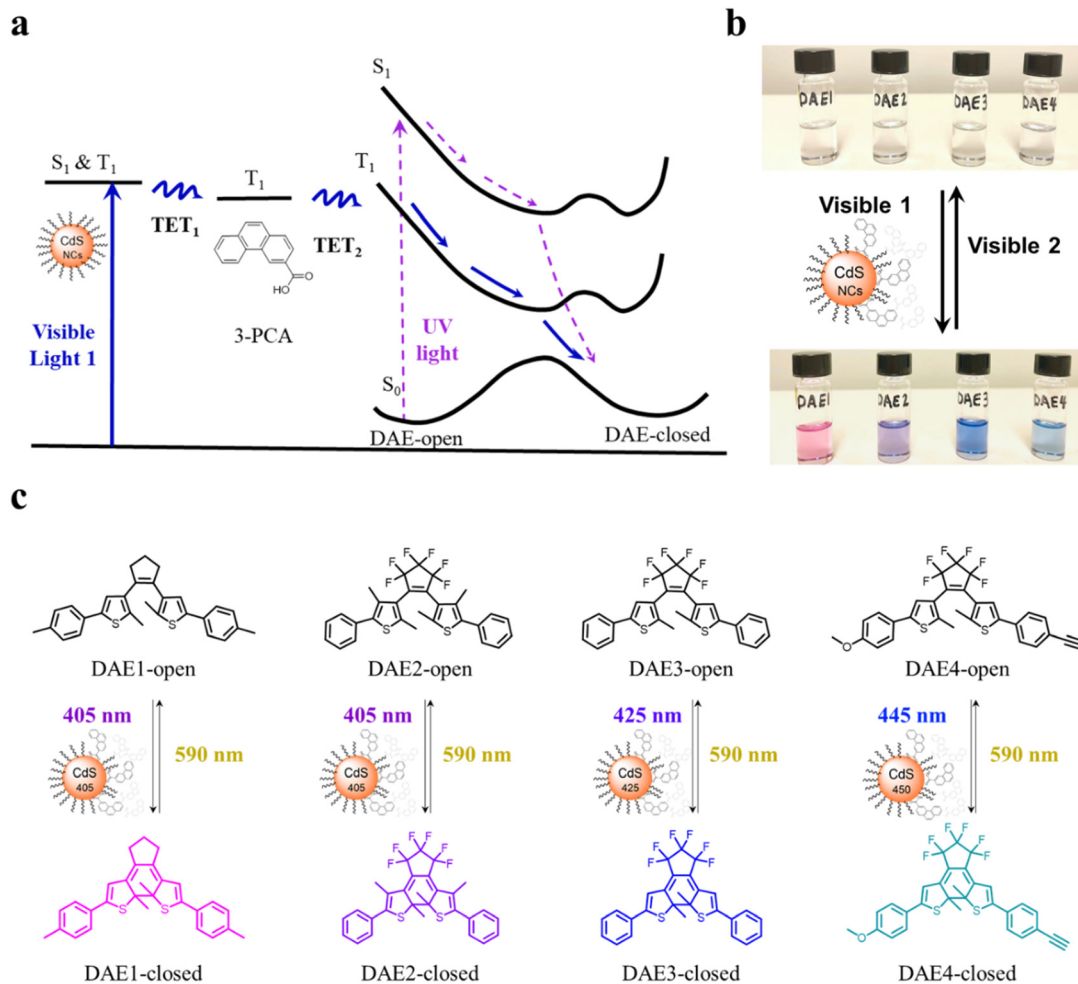 a
S1
S1 & T1
T1
T1
CdS
NCs
TET1
TET2
O
OH
3-PCA
Visible
Light 1
UV
light
S0
DAE-open
DAE-closed
b
DAE1
DAE2
DAE3
DAE4
Visible 1
Visible 2
CdS
NCs
DAE1
DAE2
DAE3
DAE4
c
S S
F F F F F F
S S
F F F F F F
S S
F F F F F F
O S S
DAE1-open
DAE2-open
DAE3-open
DAE4-open
405 nm
590 nm
CdS
405
405 nm
590 nm
CdS
405
425 nm
590 nm
CdS
425
445 nm
590 nm
CdS
450
S S
F F F F F F
S S
F F F F F F
S S
F F F F F F
O S S
DAE1-closed
DAE2-closed
DAE3-closed
DAE4-closed